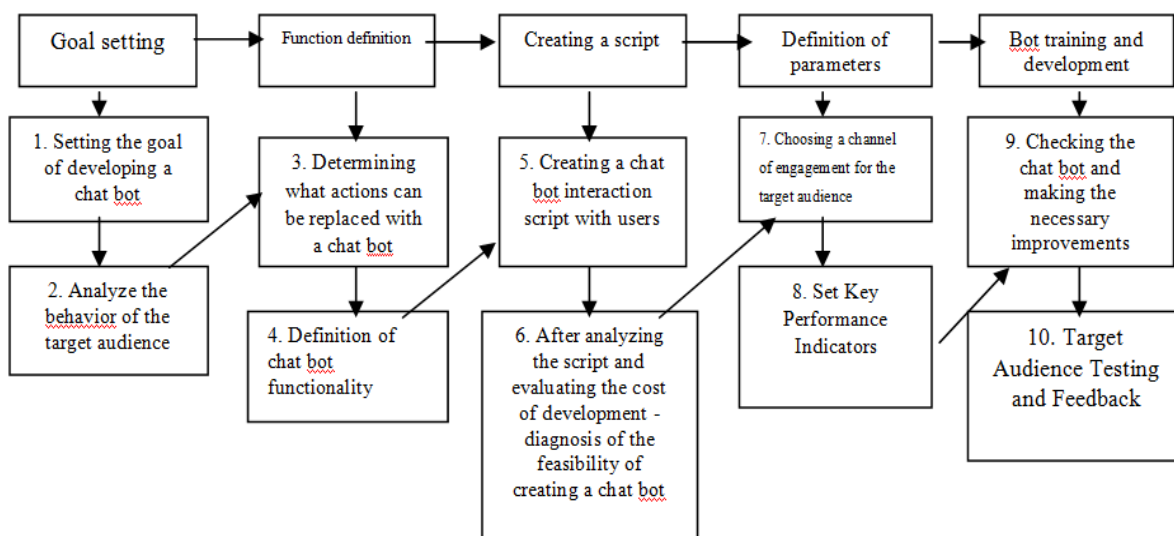 Goal setting
Function definition
Creating a script
Definition of
parameters
Bot training and
development
1. Setting the goal
of developing a
chat bot
2. Analyze the
behavior of the
target audience
3. Determining
what actions can
be replaced with
a chat bot
4. Definition of
chat bot
functionality
5. Creating a chat
bot interaction
script with users
6. After analyzing
the script and
evaluating the cost
of development -
diagnosis of the
feasibility of
creating a chat bot
7. Choosing a channel
of engagement for the
target audience
8. Set Key
Performance
Indicators
9. Checking the
chat bot and
making the
necessary
improvements
10. Target
Audience Testing
and Feedback